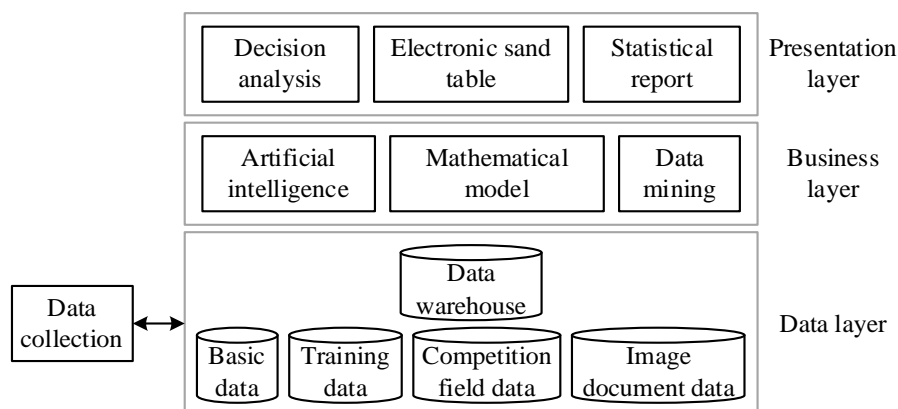 Decision
analysis
Electronic sand
table
Statistical
report
Presentation
layer
Artificial
intelligence
Mathematical
model
Data
mining
Business
layer
Data
warehouse
Data
collection
Basic
data
Training
data
Competition
field data
Image
document data
Data layer